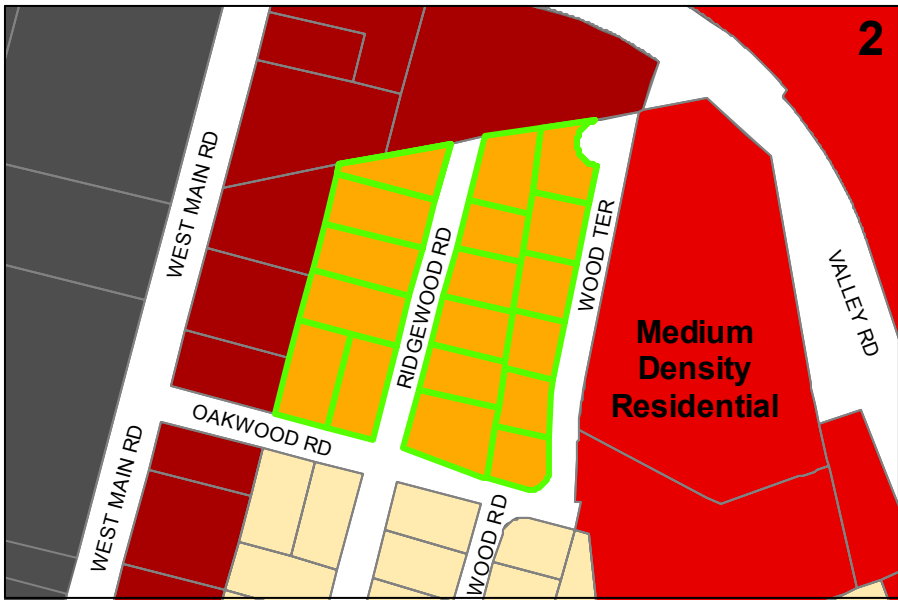 2
WEST MAIN RD
RIDGEWOOD RD
WOOD TER
VALLEY RD
Medium
Density
Residential
OAKWOOD RD
WEST MAIN RD
WOOD RD